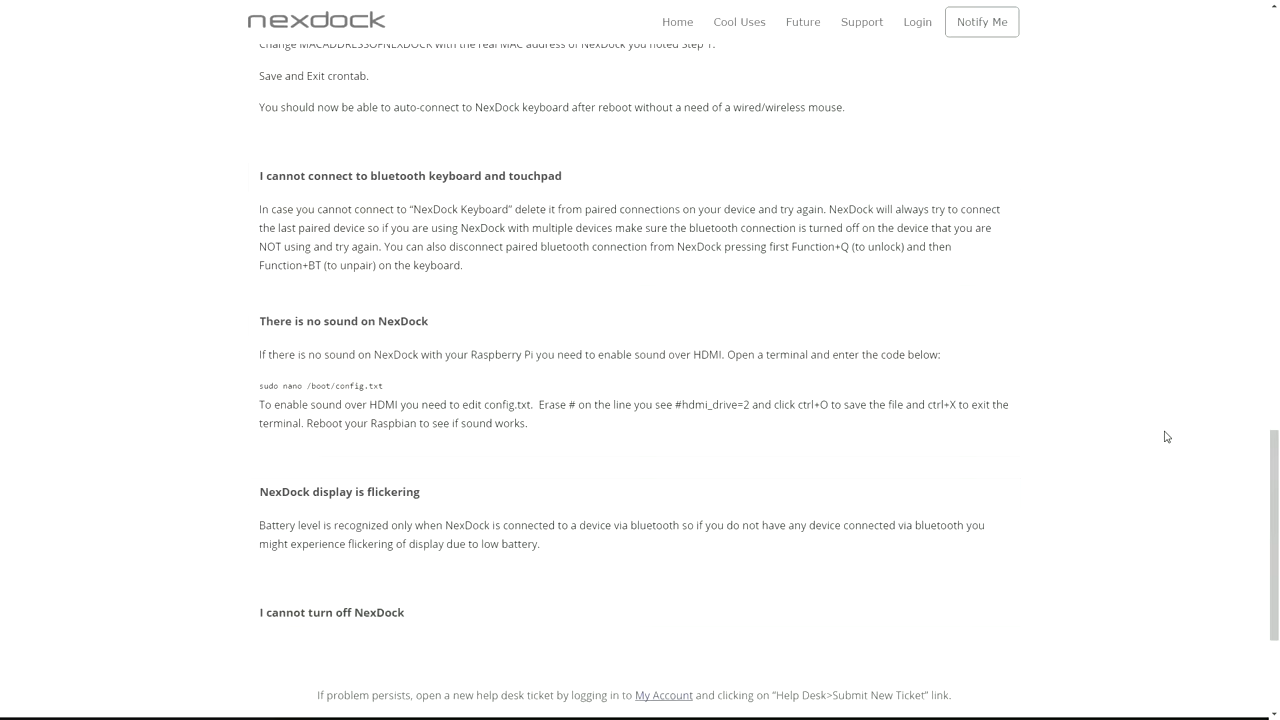 nexdock
Home Cool Uses Future Support Login Notify Me
Change MACADDRESSOFNEXDOCK with the real MAC address of NexDock you noted Step 1.
Save and Exit crontab.
You should now be able to auto-connect to NexDock keyboard after reboot without a need of a wired/wireless mouse.
I cannot connect to bluetooth keyboard and touchpad
In case you cannot connect to “NexDock Keyboard” delete it from paired connections on your device and try again. NexDock will always try to connect
the last paired device so if you are using NexDock with multiple devices make sure the bluetooth connection is turned off on the device that you are
NOT using and try again. You can also disconnect paired bluetooth connection from NexDock pressing first Function+Q (to unlock) and then
Function+BT (to unpair) on the keyboard.
There is no sound on NexDock
If there is no sound on NexDock with your Raspberry Pi you need to enable sound over HDMI. Open a terminal and enter the code below:
sudo nano /boot/config.txt
To enable sound over HDMI you need to edit config.txt.  Erase # on the line you see #hdmi_drive=2 and click ctrl+O to save the file and ctrl+X to exit the
terminal. Reboot your Raspbian to see if sound works.
NexDock display is flickering
Battery level is recognized only when NexDock is connected to a device via bluetooth so if you do not have any device connected via bluetooth you
might experience flickering of display due to low battery.
I cannot turn off NexDock
If problem persists, open a new help desk ticket by logging in to My Account and clicking on “Help Desk>Submit New Ticket” link.